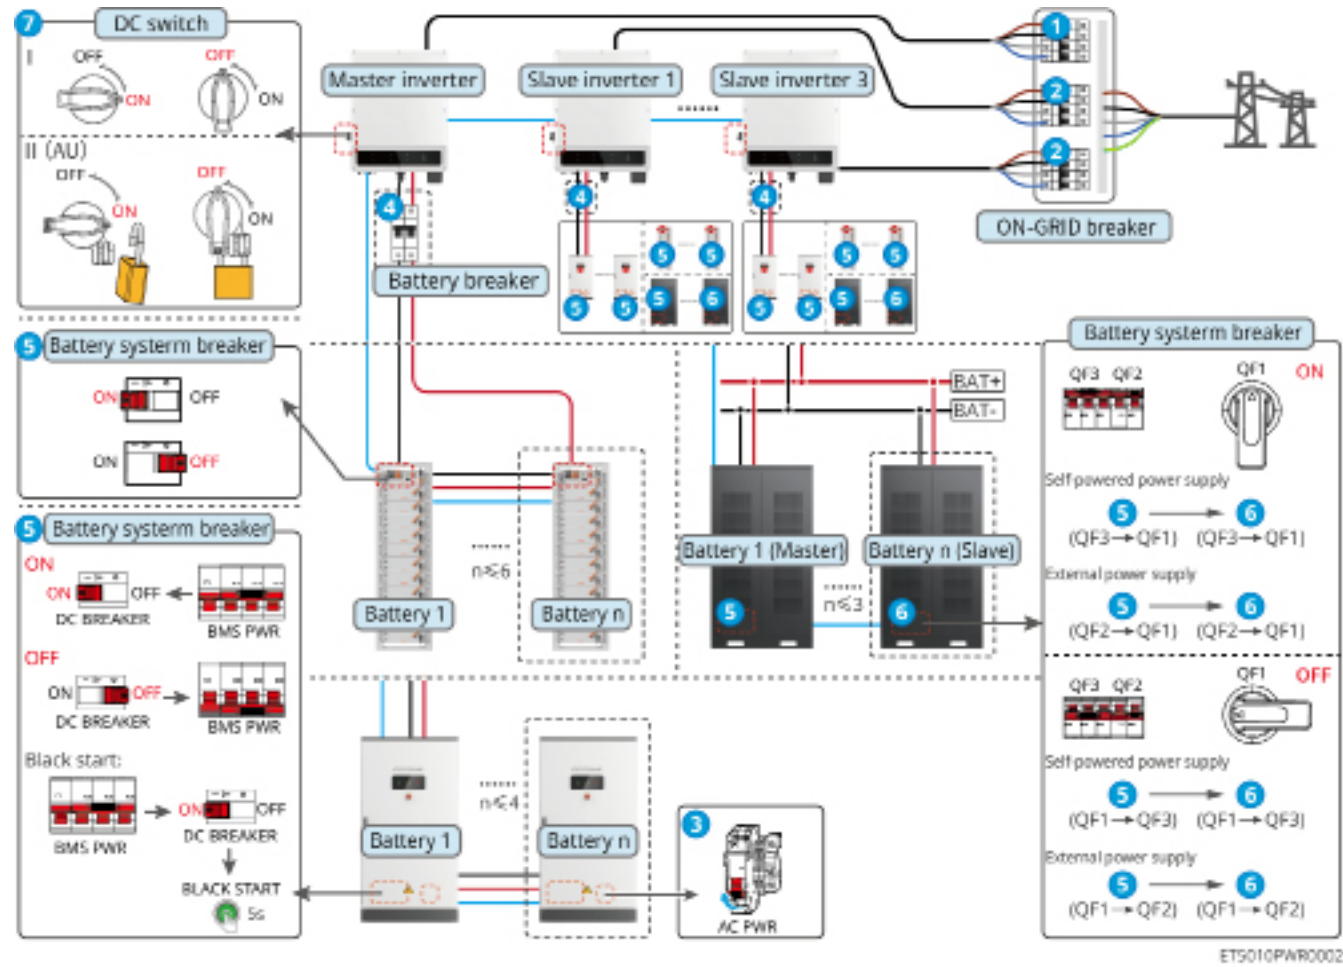 7 DC switch
I
OFF
ON
OFF
ON
II (AU)
OFF
ON
OFF
ON
Master inverter
Slave inverter 1
Slave inverter 3
......
1
2
2
ON-GRID breaker
4
Battery breaker
4
4
5
5
5
5
5
6
5
5
5
5
5
6
5 Battery systerm breaker
ON
OFF
ON
OFF
5 Battery systerm breaker
ON
ON
OFF
DC BREAKER
BMS PWR
OFF
ON
OFF
DC BREAKER
BMS PWR
Black start:
BMS PWR
ON
OFF
DC BREAKER
BLACK START
5s
......
n≤6
Battery 1
Battery n
BAT+
BAT-
Battery 1 (Master)
Battery n (Slave)
......
n≤3
5
6
......
n≤4
Battery 1
Battery n
3
AC PWR
Battery systerm breaker
QF3 QF2
QF1
ON
Self-powered power supply
5 → 6
(QF3→QF1) (QF3→QF1)
External power supply
5 → 6
(QF2→QF1) (QF2→QF1)
QF3 QF2
QF1
OFF
Self-powered power supply
5 → 6
(QF1→QF3) (QF1→QF3)
External power supply
5 → 6
(QF1→QF2) (QF1→QF2)
ET5010PWR0002